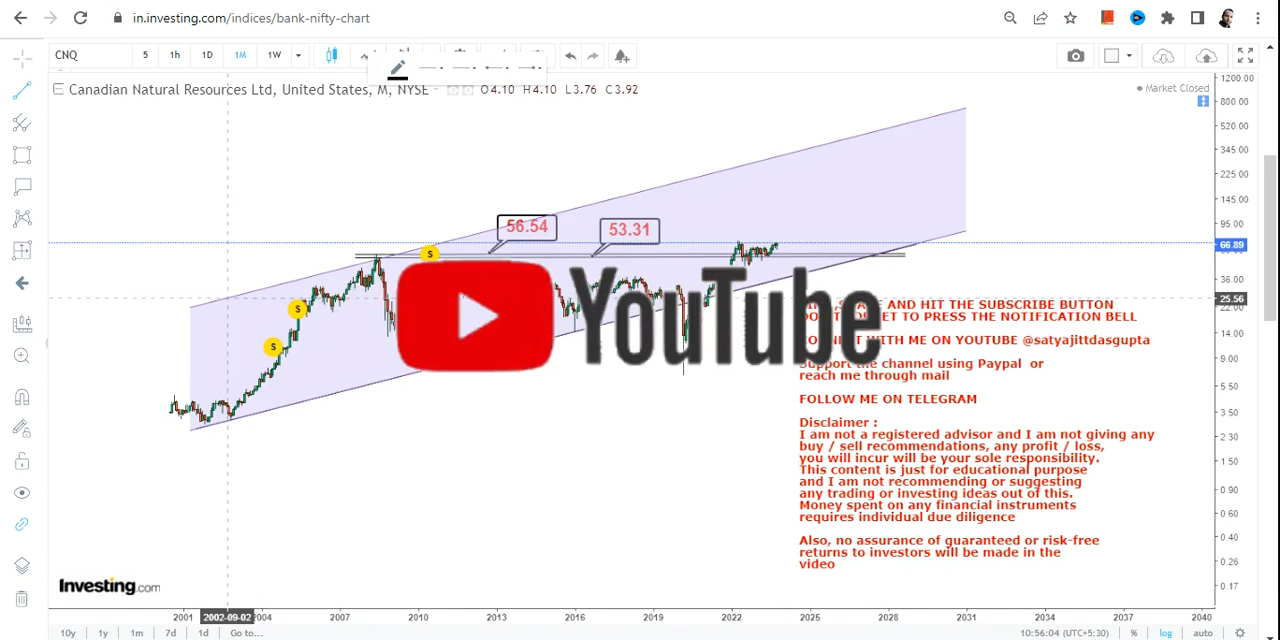 in.investing.com/indices/bank-nifty-chart
CNQ
5
1h
1D
1M
1W
Canadian Natural Resources Ltd, United States, M, NYSE
O4.10 H4.10 L3.76 C3.92
Market Closed
1200.00
800.00
520.00
345.00
225.00
145.00
95.00
66.89
36.00
25.56
22.00
14.00
9.00
5.50
3.50
2.30
1.50
0.90
0.60
0.40
0.26
0.17
56.54
53.31
S
S
S
YouTube
AND HIT THE SUBSCRIBE BUTTON
TO PRESS THE NOTIFICATION BELL
WITH ME ON YOUTUBE @satyajittdasgupta
Support the channel using Paypal or
reach me through mail
FOLLOW ME ON TELEGRAM
Disclaimer :
I am not a registered advisor and I am not giving any
buy / sell recommendations, any profit / loss,
you will incur will be your sole responsibility.
This content is just for educational purpose
and I am not recommending or suggesting
any trading or investing ideas out of this.
Money spent on any financial instruments
requires individual due diligence
Also, no assurance of guaranteed or risk-free
returns to investors will be made in the
video
Investing.com
2001
2002-09-02
2004
2007
2010
2013
2016
2019
2022
2025
2028
2031
2034
2037
2040
10y
1y
1m
7d
1d
Go to...
10:56:04 (UTC+5:30)
%
log
auto